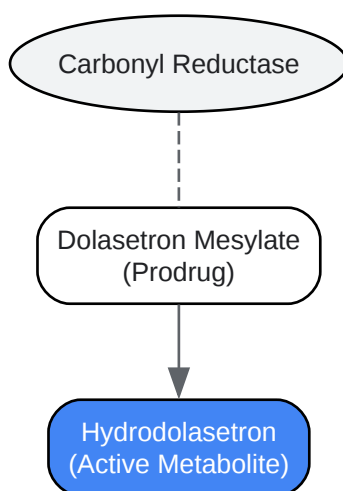 Carbonyl Reductase
Dolasetron Mesylate
(Prodrug)
Hydrodolasetron
(Active Metabolite)